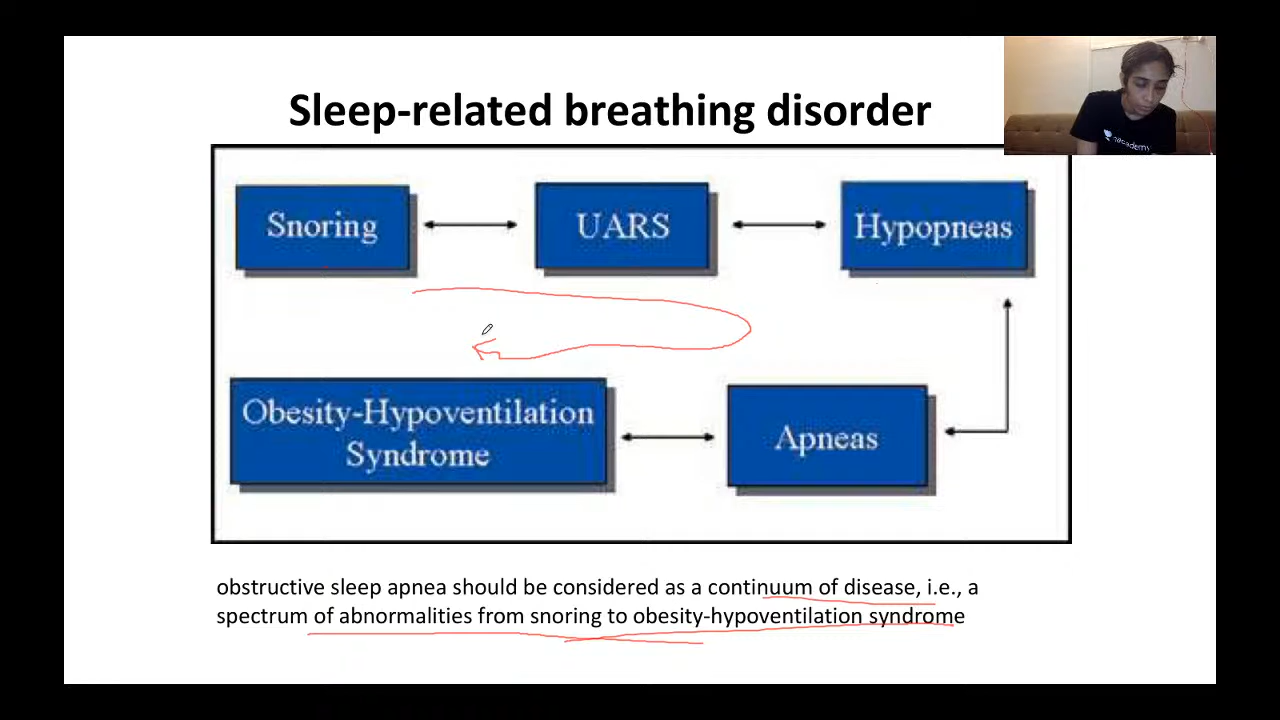 Sleep-related breathing disorder
Snoring
UARS
Hypopneas
Obesity-Hypoventilation
Syndrome
Apneas
obstructive sleep apnea should be considered as a continuum of disease, i.e., a
spectrum of abnormalities from snoring to obesity-hypoventilation syndrome